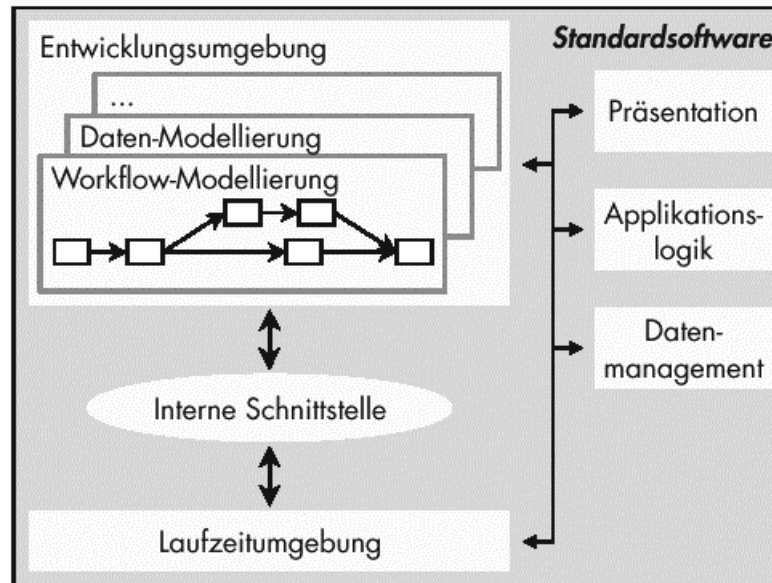 Entwicklungsumgebung
...
Daten-Modellierung
Workflow-Modellierung
Interne Schnittstelle
Laufzeitumgebung
Standardsoftware
Präsentation
Applikations-
logik
Daten-
management